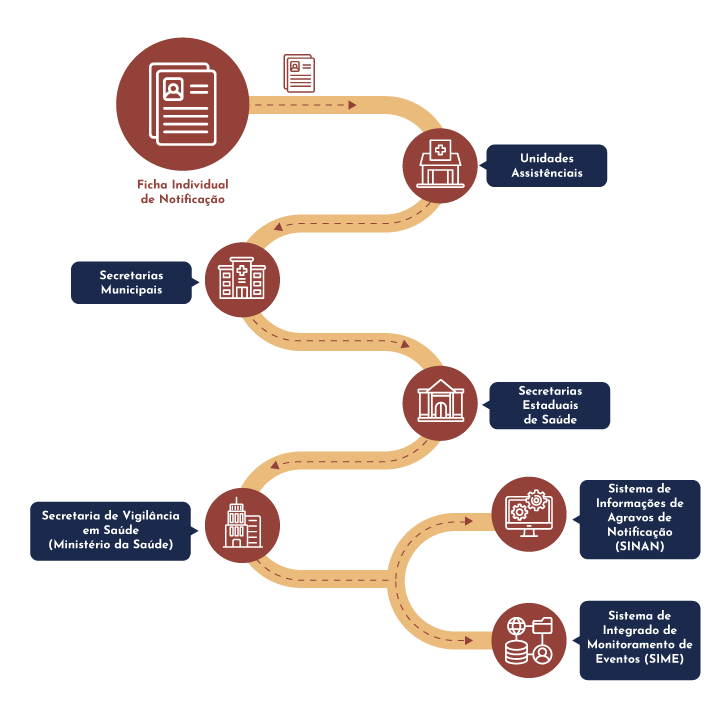 Ficha Individual
de Notificação
Unidades
Assistênciais
Secretarias
Municipais
Secretarias
Estaduais
de Saúde
Secretaria de Vigilância
em Saúde
(Ministério da Saúde)
Sistema de
Informações de
Agravos de
Notificação
(SINAN)
Sistema de
Integrado de
Monitoramento de
Eventos (SIME)